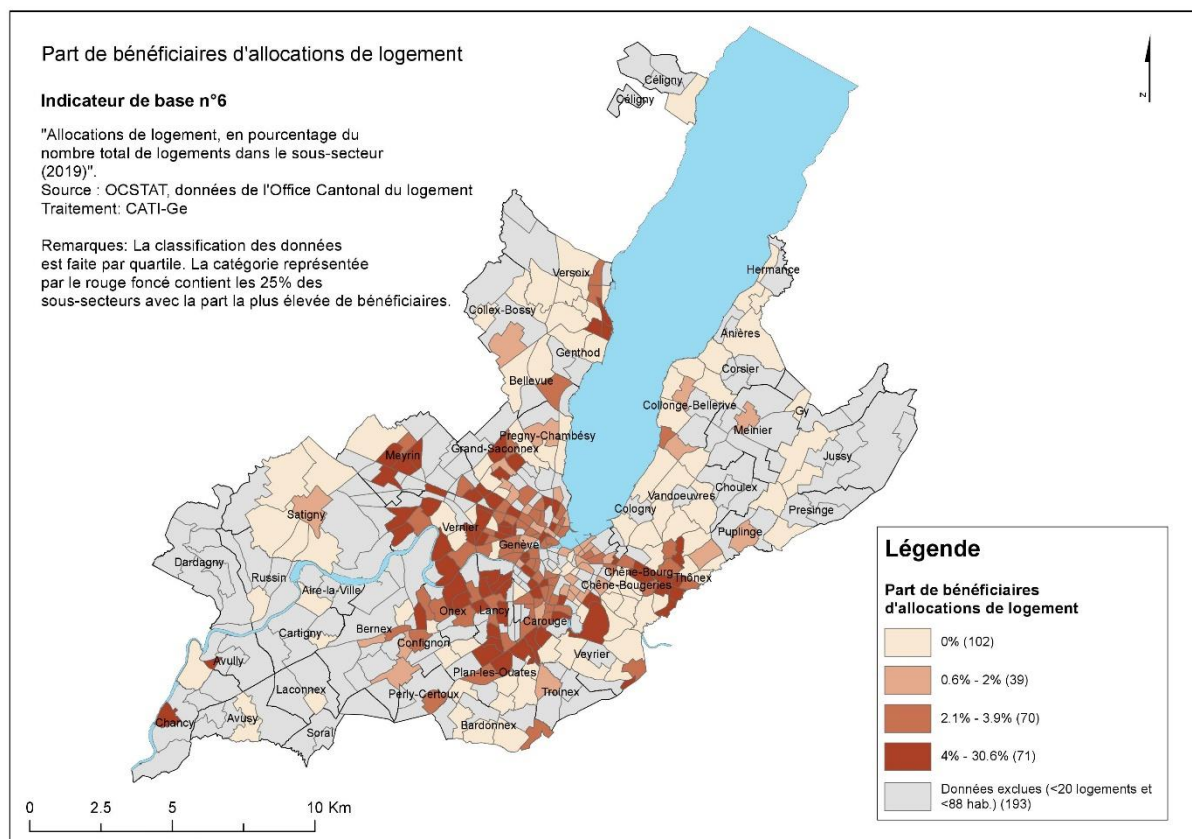 Part de bénéficiaires d'allocations de logement
Indicateur de base n°6
"Allocations de logement, en pourcentage du
nombre total de logements dans le sous-secteur
(2019)".
Source : OCSTAT, données de l'Office Cantonal du logement
Traitement: CATI-Ge
Remarques: La classification des données
est faite par quartile. La catégorie représentée
par le rouge foncé contient les 25% des
sous-secteurs avec la part la plus élevée de bénéficiaires.
N
Céligny
Céligny
Hermance
Versoix
Collex-Bossy
Anières
Genthod
Corsier
Bellevue
Collonge-Bellerive
Gy
Meinier
Pregny-Chambésy
Grand-Saconnex
Meyrin
Jussy
Choulex
Vandoeuvres
Satigny
Cologny
Presinge
Vernier
Puplinge
Genève
Dardagny
Chêne-Bourg
Thônex
Russin
Chêne-Bougeries
Aire-la-Ville
Onex
Lancy
Carouge
Cartigny
Bernex
Confignon
Veyrier
Avully
Plan-les-Ouates
Laconnex
Perly-Certoux
Troinex
Chancy
Avusy
Soral
Bardonnex
0
2.5
5
10 Km
Légende
Part de bénéficiaires
d'allocations de logement
0% (102)
0.6% - 2% (39)
2.1% - 3.9% (70)
4% - 30.6% (71)
Données exclues (<20 logements et
<88 hab.) (193)